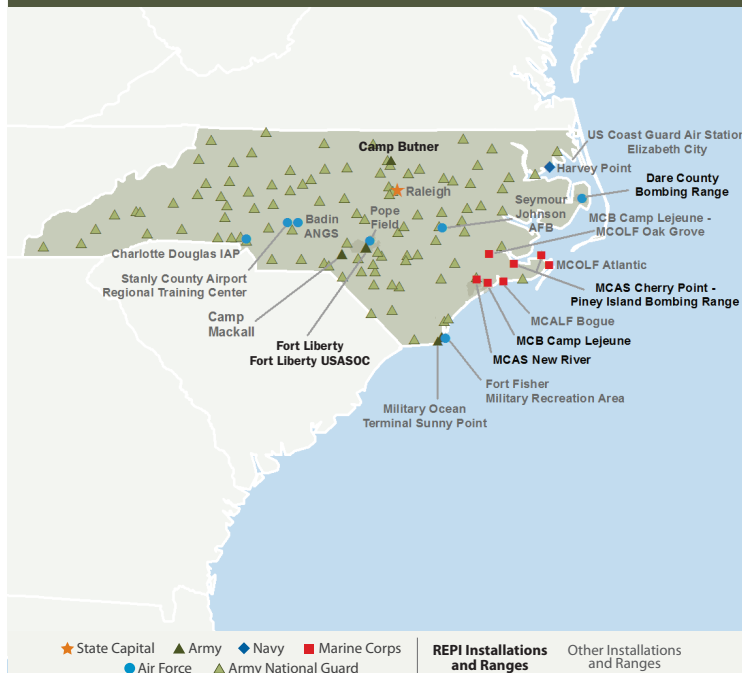 Camp Butner
US Coast Guard Air Station
Elizabeth City
Harvey Point
Dare County
Bombing Range
Raleigh
Seymour
Johnson
AFB
Pope
Field
Badin
ANGS
MCB Camp Lejeune -
MCOLF Oak Grove
Charlotte Douglas IAP
MCOLF Atlantic
Stanly County Airport
Regional Training Center
MCAS Cherry Point -
Piney Island Bombing Range
Camp
Mackall
MCALF Bogue
Fort Liberty
Fort Liberty USASOC
MCB Camp Lejeune
MCAS New River
Fort Fisher
Military Recreation Area
Military Ocean
Terminal Sunny Point
State Capital
Army
Navy
Marine Corps
Air Force
Army National Guard
REPI Installations
and Ranges
Other Installations
and Ranges